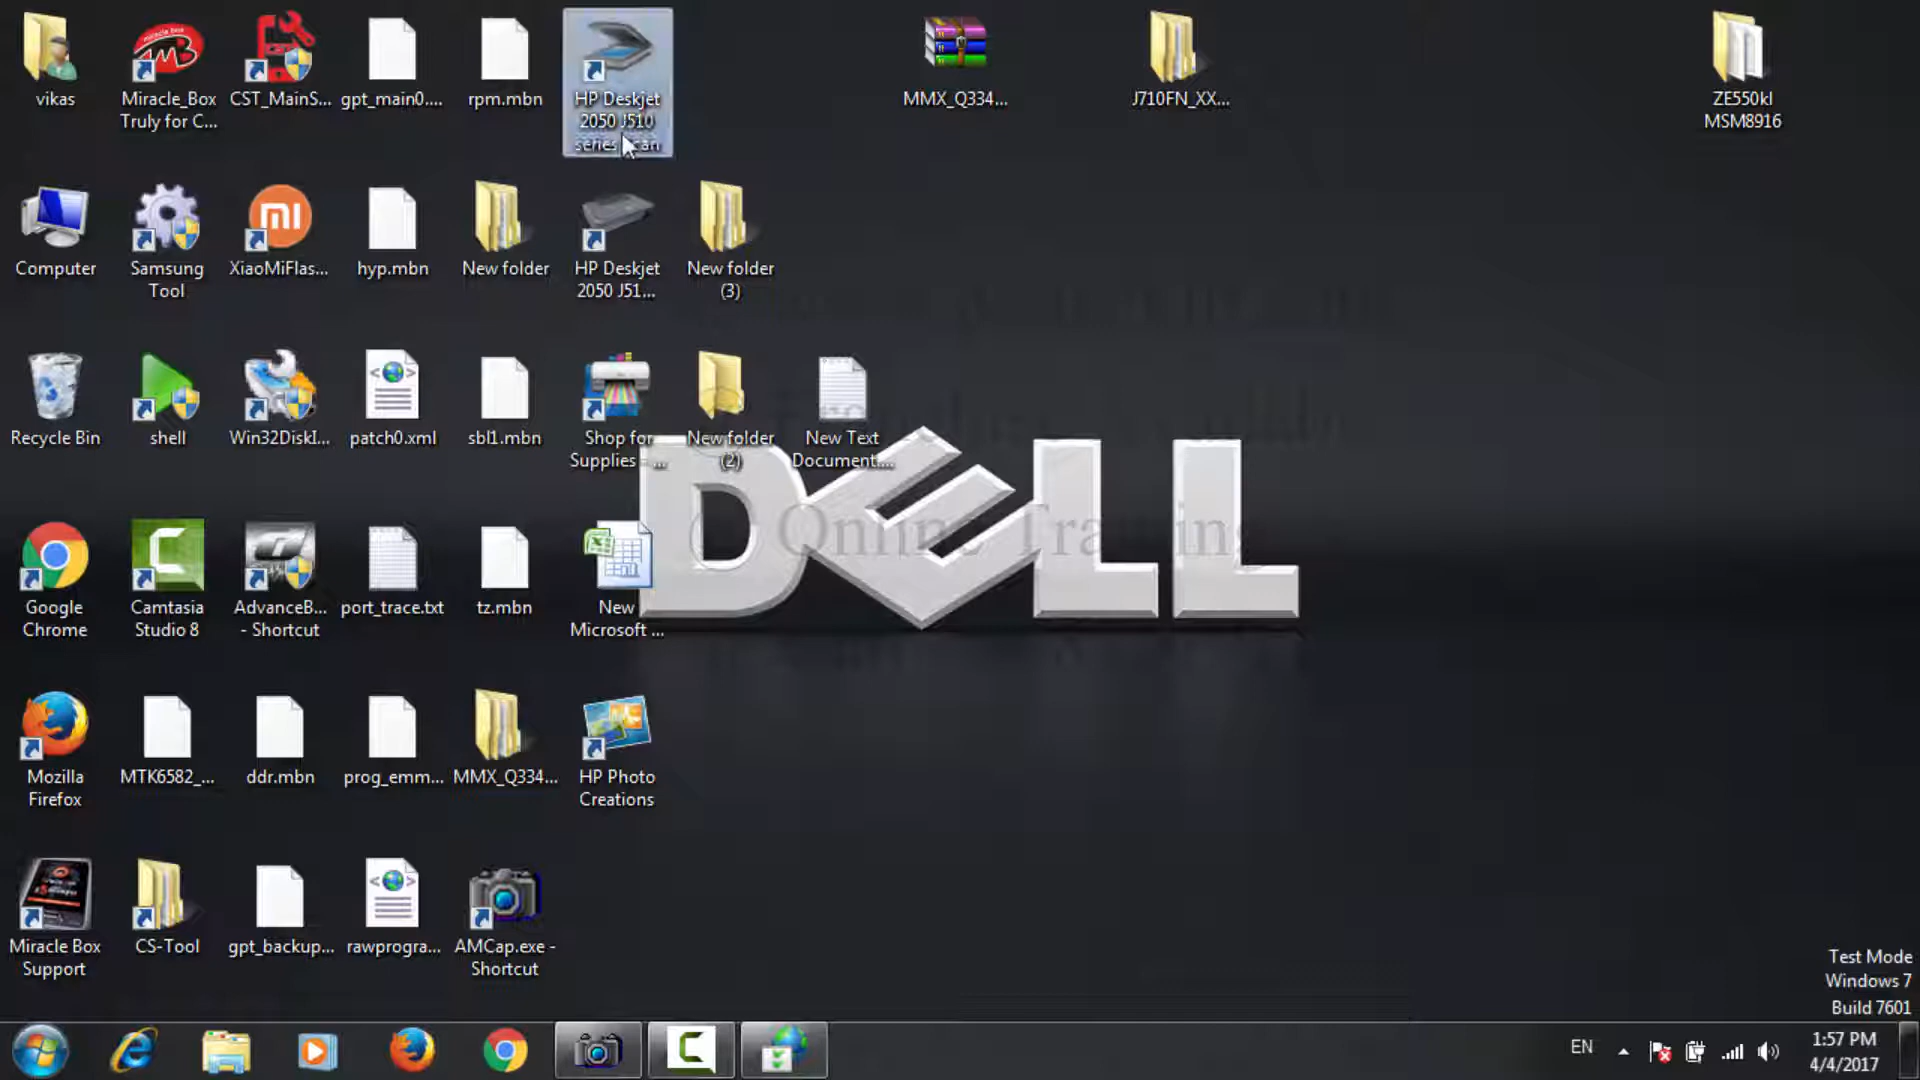 vikas
Miracle_Box
Truly for C...
CST_MainS...
gpt_main0....
rpm.mbn
HP Deskjet
2050 J510
series Scan
MMX_Q334...
J710FN_XX...
ZE550kl
MSM8916
Computer
Samsung
Tool
XiaoMiFlas...
hyp.mbn
New folder
HP Deskjet
2050 J51...
New folder
(3)
Recycle Bin
shell
Win32DiskI...
patch0.xml
sbl1.mbn
Shop for
Supplies - ...
New folder
(2)
New Text
Document....
DELL
Online Training
Google
Chrome
Camtasia
Studio 8
AdvanceB...
- Shortcut
port_trace.txt
tz.mbn
New
Microsoft ...
Mozilla
Firefox
MTK6582_...
ddr.mbn
prog_emm...
MMX_Q334...
HP Photo
Creations
Miracle Box
Support
CS-Tool
gpt_backup...
rawprogra...
AMCap.exe -
Shortcut
Test Mode
Windows 7
Build 7601
EN
1:57 PM
4/4/2017